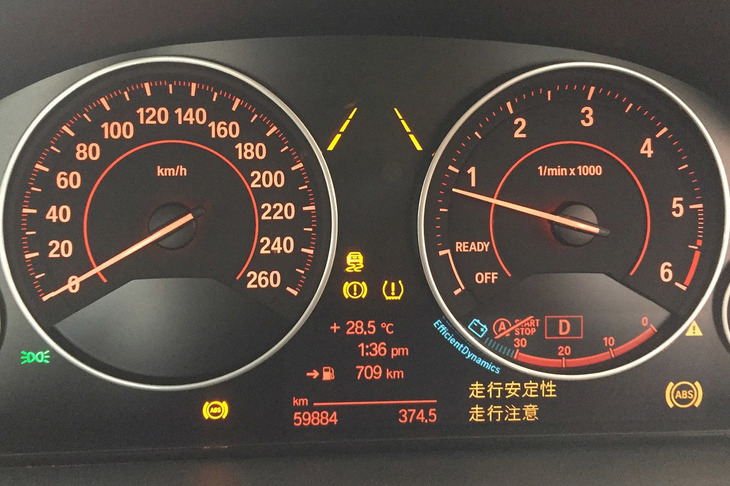 0
20
40
60
80
100
120
140
160
180
200
220
240
260
km/h
1
2
3
4
5
6
1/min x 1000
READY
OFF
+ 28.5 °C
1:36 pm
709 km
km
59884 374.5
EfficientDynamics
A START
STOP
D
30 20 10 0
走行安定性
走行注意
ABS
ABS